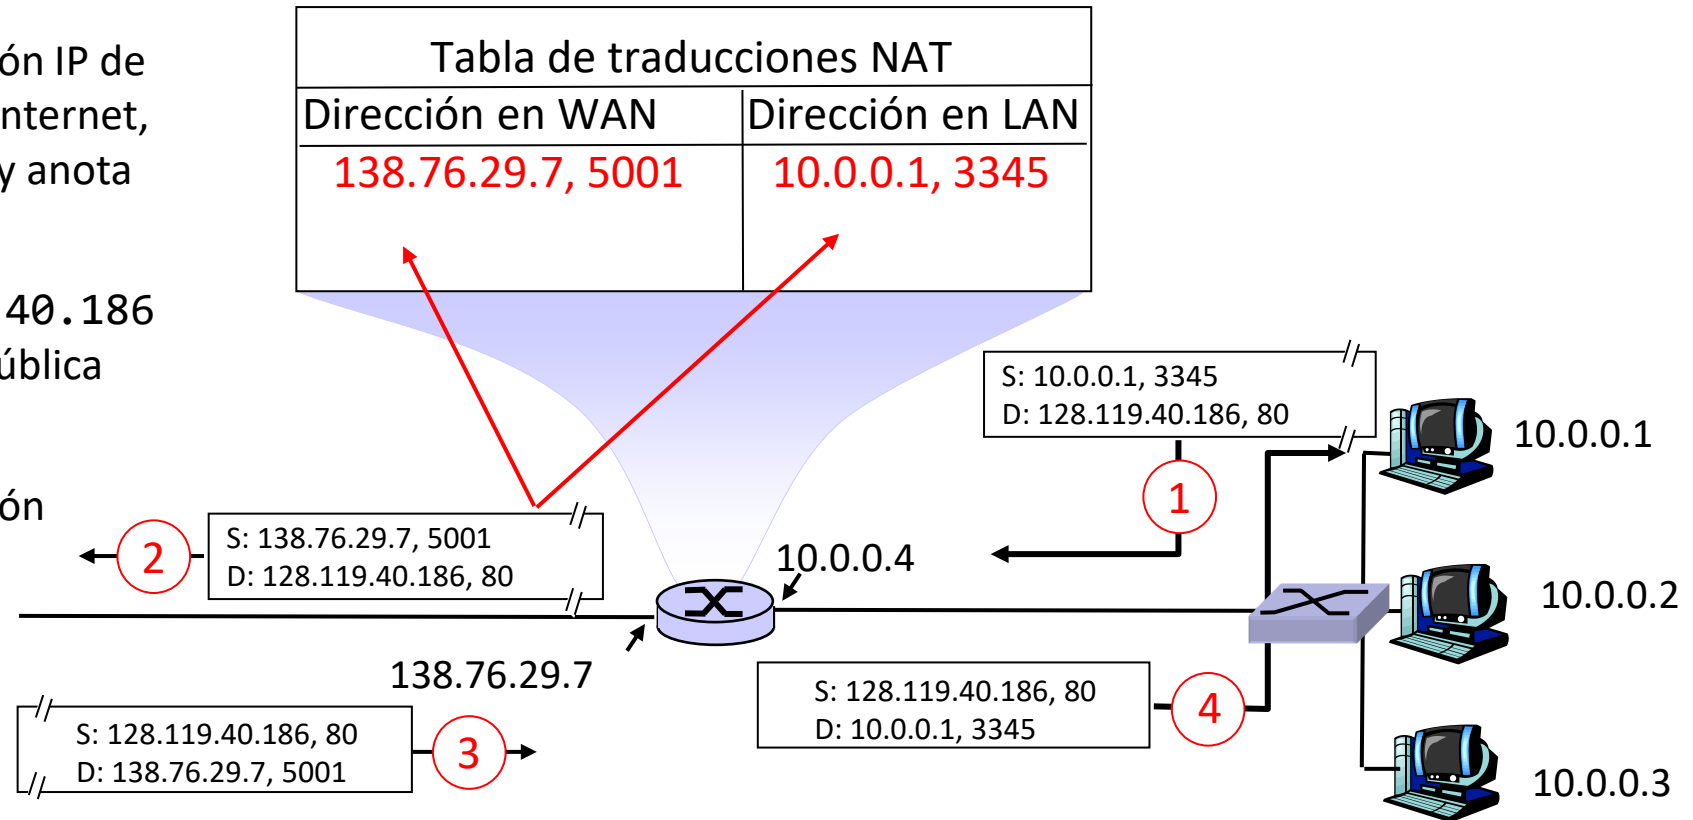 ón IP de
nternet,
y anota
40.186
ública
ón
Tabla de traducciones NAT
Dirección en WAN
Dirección en LAN
138.76.29.7, 5001
10.0.0.1, 3345
S: 10.0.0.1, 3345
D: 128.119.40.186, 80
10.0.0.1
1
2
S: 138.76.29.7, 5001
D: 128.119.40.186, 80
10.0.0.4
10.0.0.2
138.76.29.7
S: 128.119.40.186, 80
D: 10.0.0.1, 3345
4
S: 128.119.40.186, 80
D: 138.76.29.7, 5001
3
10.0.0.3